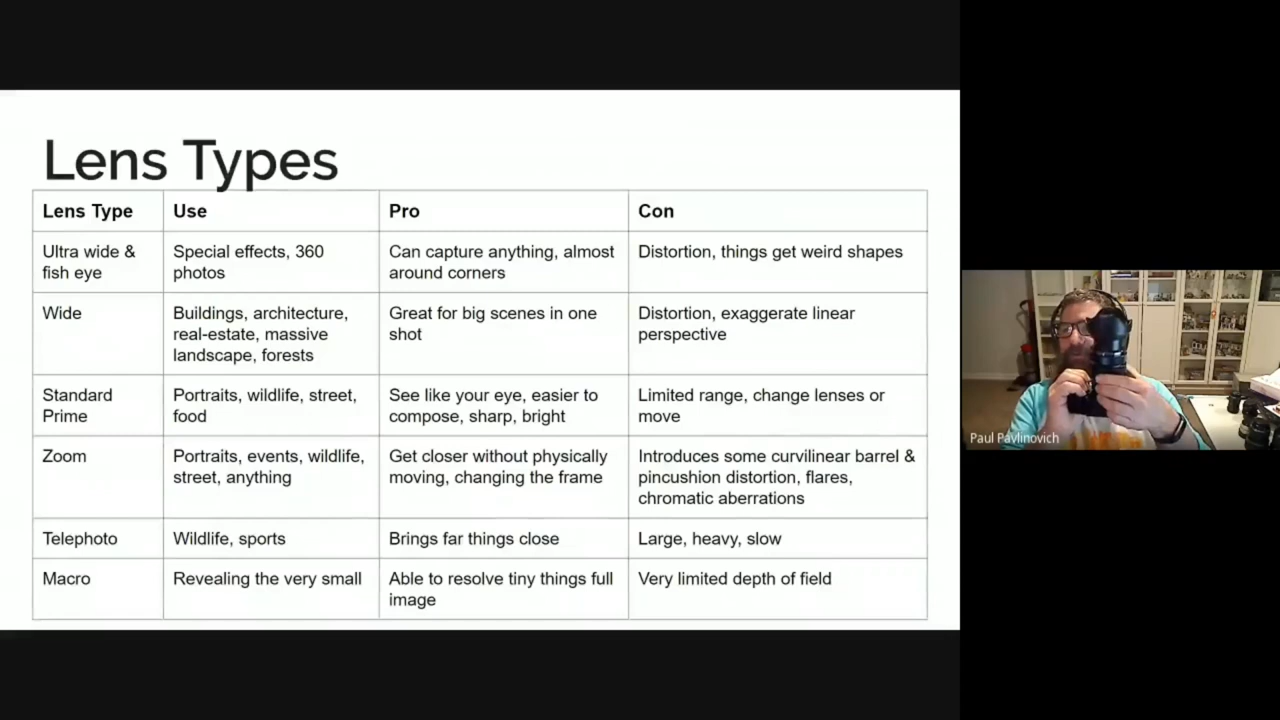 Lens Types
Lens Type
Use
Pro
Con
Ultra wide &
fish eye
Special effects, 360
photos
Can capture anything, almost
around corners
Distortion, things get weird shapes
Wide
Buildings, architecture,
real-estate, massive
landscape, forests
Great for big scenes in one
shot
Distortion, exaggerate linear
perspective
Standard
Prime
Portraits, wildlife, street,
food
See like your eye, easier to
compose, sharp, bright
Limited range, change lenses or
move
Zoom
Portraits, events, wildlife,
street, anything
Get closer without physically
moving, changing the frame
Introduces some curvilinear barrel &
pincushion distortion, flares,
chromatic aberrations
Telephoto
Wildlife, sports
Brings far things close
Large, heavy, slow
Macro
Revealing the very small
Able to resolve tiny things full
image
Very limited depth of field
Paul Pavlinovich